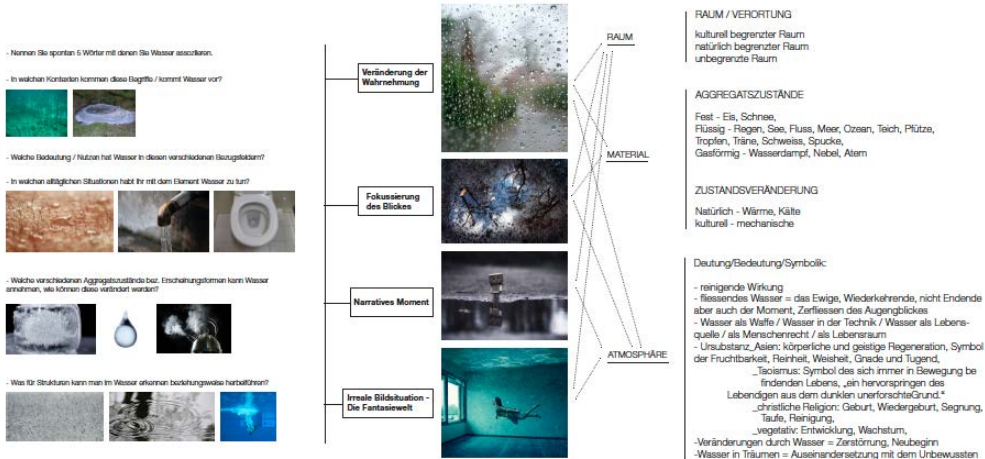 - Nennen Sie spontan 5 Wörter mit denen Sie Wasser assoziieren.
- In welchen Kontexten kommen diese Begriffe / kommt Wasser vor?
- Welche Bedeutung / Nutzen hat Wasser in diesen verschiedenen Bezugsfeldern?
- In welchen alltäglichen Situationen habt ihr mit dem Element Wasser zu tun?
- Welche verschiedenen Aggregatszustände bez. Erscheinungsformen kann Wasser
annehmen, wie können diese verändert werden?
- Was für Strukturen kann man im Wasser erkennen beziehungsweise herbeiführen?
Veränderung der
Wahrnehmung
Fokussierung
des Blickes
Narratives Moment
Irreale Bildsituation -
Die Fantasiewelt
RAUM
MATERIAL
ATMOSPHÄRE
RAUM / VERORTUNG
kulturell begrenzter Raum
natürlich begrenzter Raum
unbegrenzte Raum
AGGREGATSZUSTÄNDE
Fest - Eis, Schnee,
Flüssig - Regen, See, Fluss, Meer, Ozean, Teich, Pfütze,
Tropfen, Träne, Schweiss, Spucke,
Gasförmig - Wasserdampf, Nebel, Atem
ZUSTANDSVERÄNDERUNG
Natürlich - Wärme, Kälte
kulturell - mechanische
Deutung/Bedeutung/Symbolik:
- reinigende Wirkung
- fliessendes Wasser = das Ewige, Wiederkehrende, nicht Endende
aber auch der Moment, Zerfliessen des Augengblickes
- Wasser als Waffe / Wasser in der Technik / Wasser als Lebens-
quelle / als Menschenrecht / als Lebensraum
- Ursubstanz_Asien: körperliche und geistige Regeneration, Symbol
der Fruchtbarkeit, Reinheit, Weisheit, Gnade und Tugend,
_Taoismus: Symbol des sich immer in Bewegung be
findenden Lebens, „ein hervorspringen des
Lebendigen aus dem dunklen unerforschteGrund."
_christliche Religion: Geburt, Wiedergeburt, Segnung,
Taufe, Reinigung,
_vegetativ: Entwicklung, Wachstum,
-Veränderungen durch Wasser = Zerstörrung, Neubeginn
-Wasser in Träumen = Auseinandersetzung mit dem Unbewussten